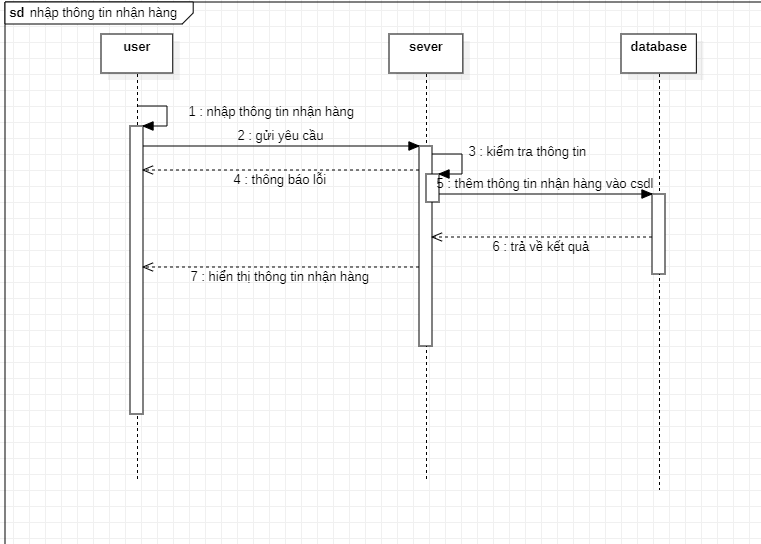 sd nhập thông tin nhận hàng
user
sever
database
1 : nhập thông tin nhận hàng
2 : gửi yêu cầu
3 : kiểm tra thông tin
4 : thông báo lỗi
5 : thêm thông tin nhận hàng vào csdl
6 : trả về kết quả
7 : hiển thị thông tin nhận hàng